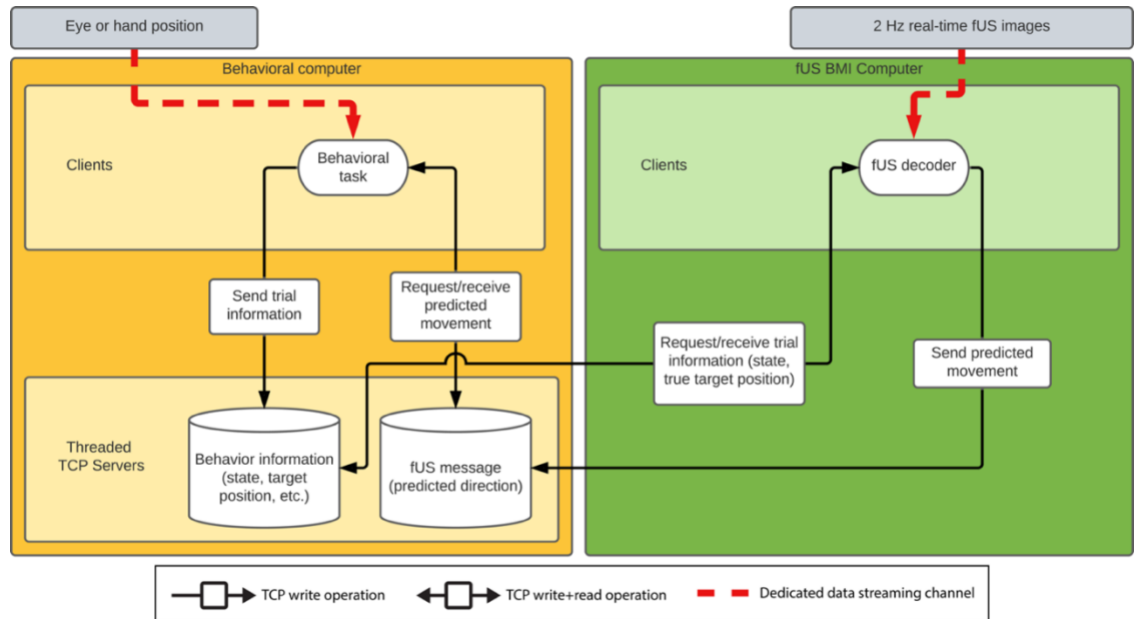 Eye or hand position
2 Hz real-time fUS images
Behavioral computer
fUS BMI Computer
Clients
Behavioral
task
Clients
fUS decoder
Send trial
information
Request/receive
predicted
movement
Request/receive trial
information (state,
true target position)
Send predicted
movement
Threaded
TCP Servers
Behavior information
(state, target
position, etc.)
fUS message
(predicted direction)
TCP write operation
TCP write+read operation
Dedicated data streaming channel